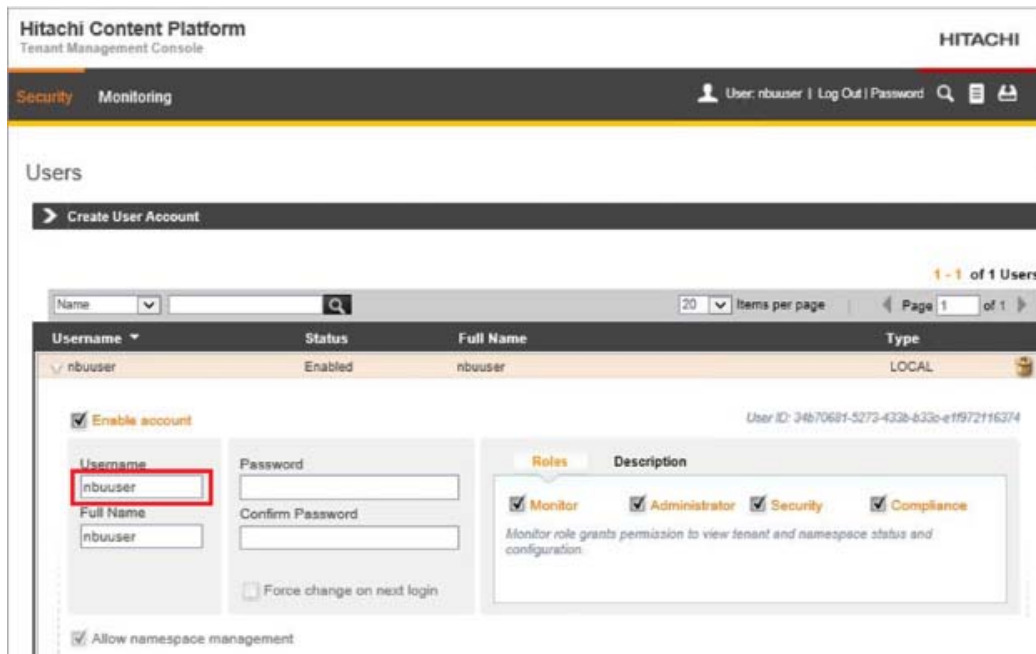 Hitachi Content Platform
Tenant Management Console
HITACHI
Security Monitoring
User: nbuuser | Log Out | Password
Users
Create User Account
1 - 1 of 1 Users
Name
20 Items per page
Page 1 of 1
Username Status Full Name Type
nbuuser Enabled nbuuser LOCAL
Enable account
User ID: 34b70681-5273-433b-b33c-e1f972116374
Username
nbuuser
Full Name
nbuuser
Password
Confirm Password
Force change on next login
Roles Description
Monitor Administrator Security Compliance
Monitor role grants permission to view tenant and namespace status and
configuration.
Allow namespace management